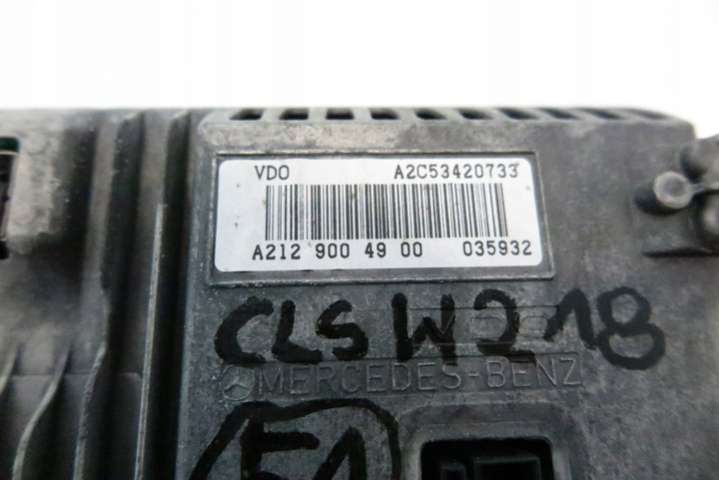 VDO A2C53420733
A212 900 49 00 035932
CLS W218
MERCEDES-BENZ